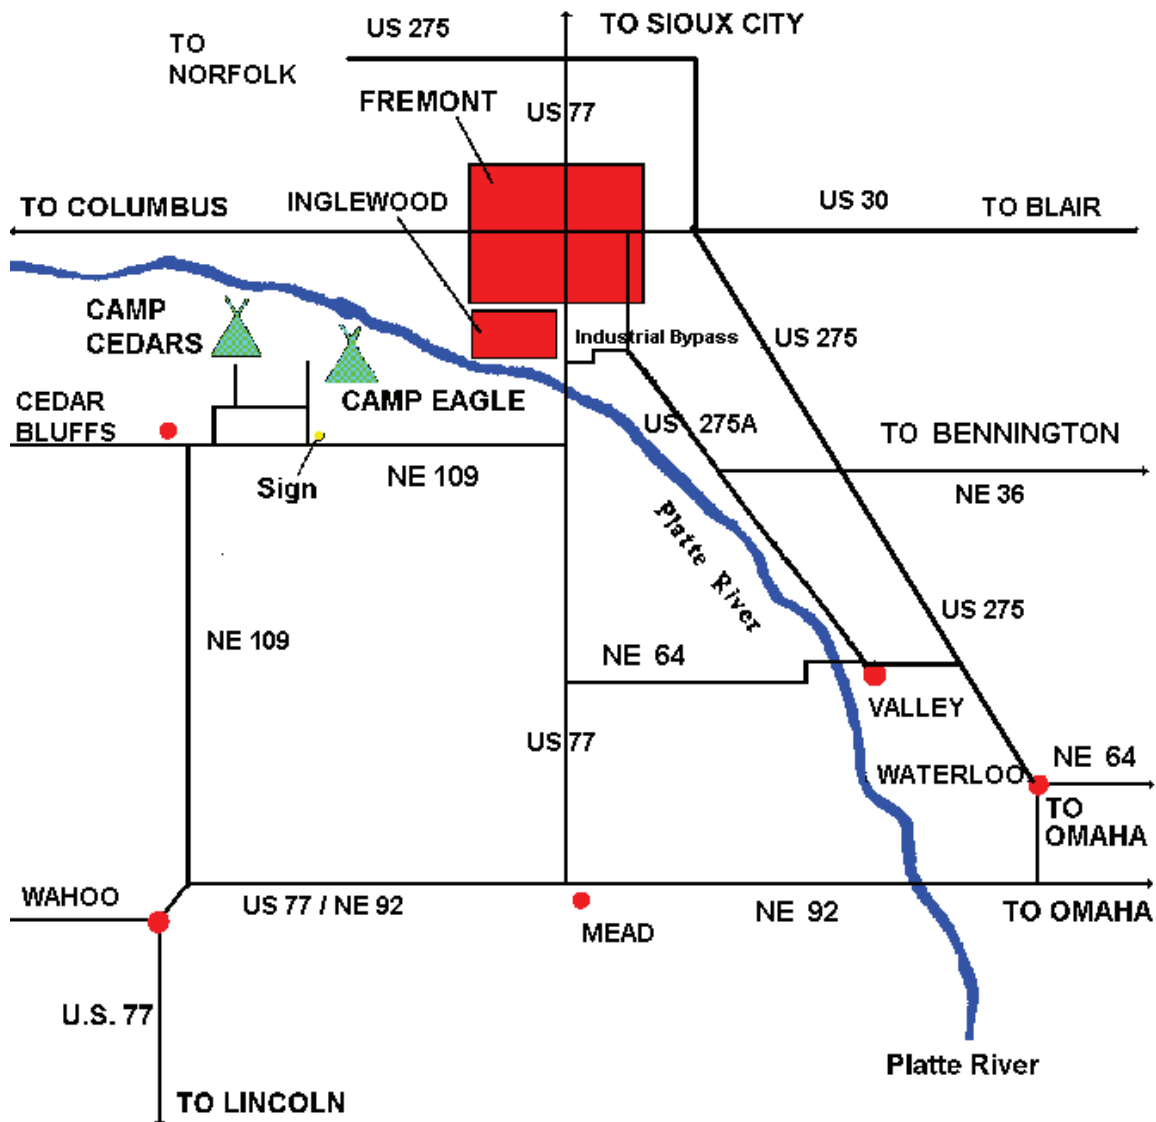 US 275
TO SIOUX CITY
TO
NORFOLK
FREMONT
US 77
INGLEWOOD
TO COLUMBUS
US 30
TO BLAIR
CAMP
CEDARS
Industrial Bypass
US 275
CAMP EAGLE
CEDAR
BLUFFS
US 275A
TO BENNINGTON
Sign
NE 109
NE 36
Platte River
US 275
NE 109
NE 64
VALLEY
US 77
WATERLOO
NE 64
TO
OMAHA
WAHOO
US 77 / NE 92
NE 92
TO OMAHA
MEAD
U.S. 77
Platte River
TO LINCOLN